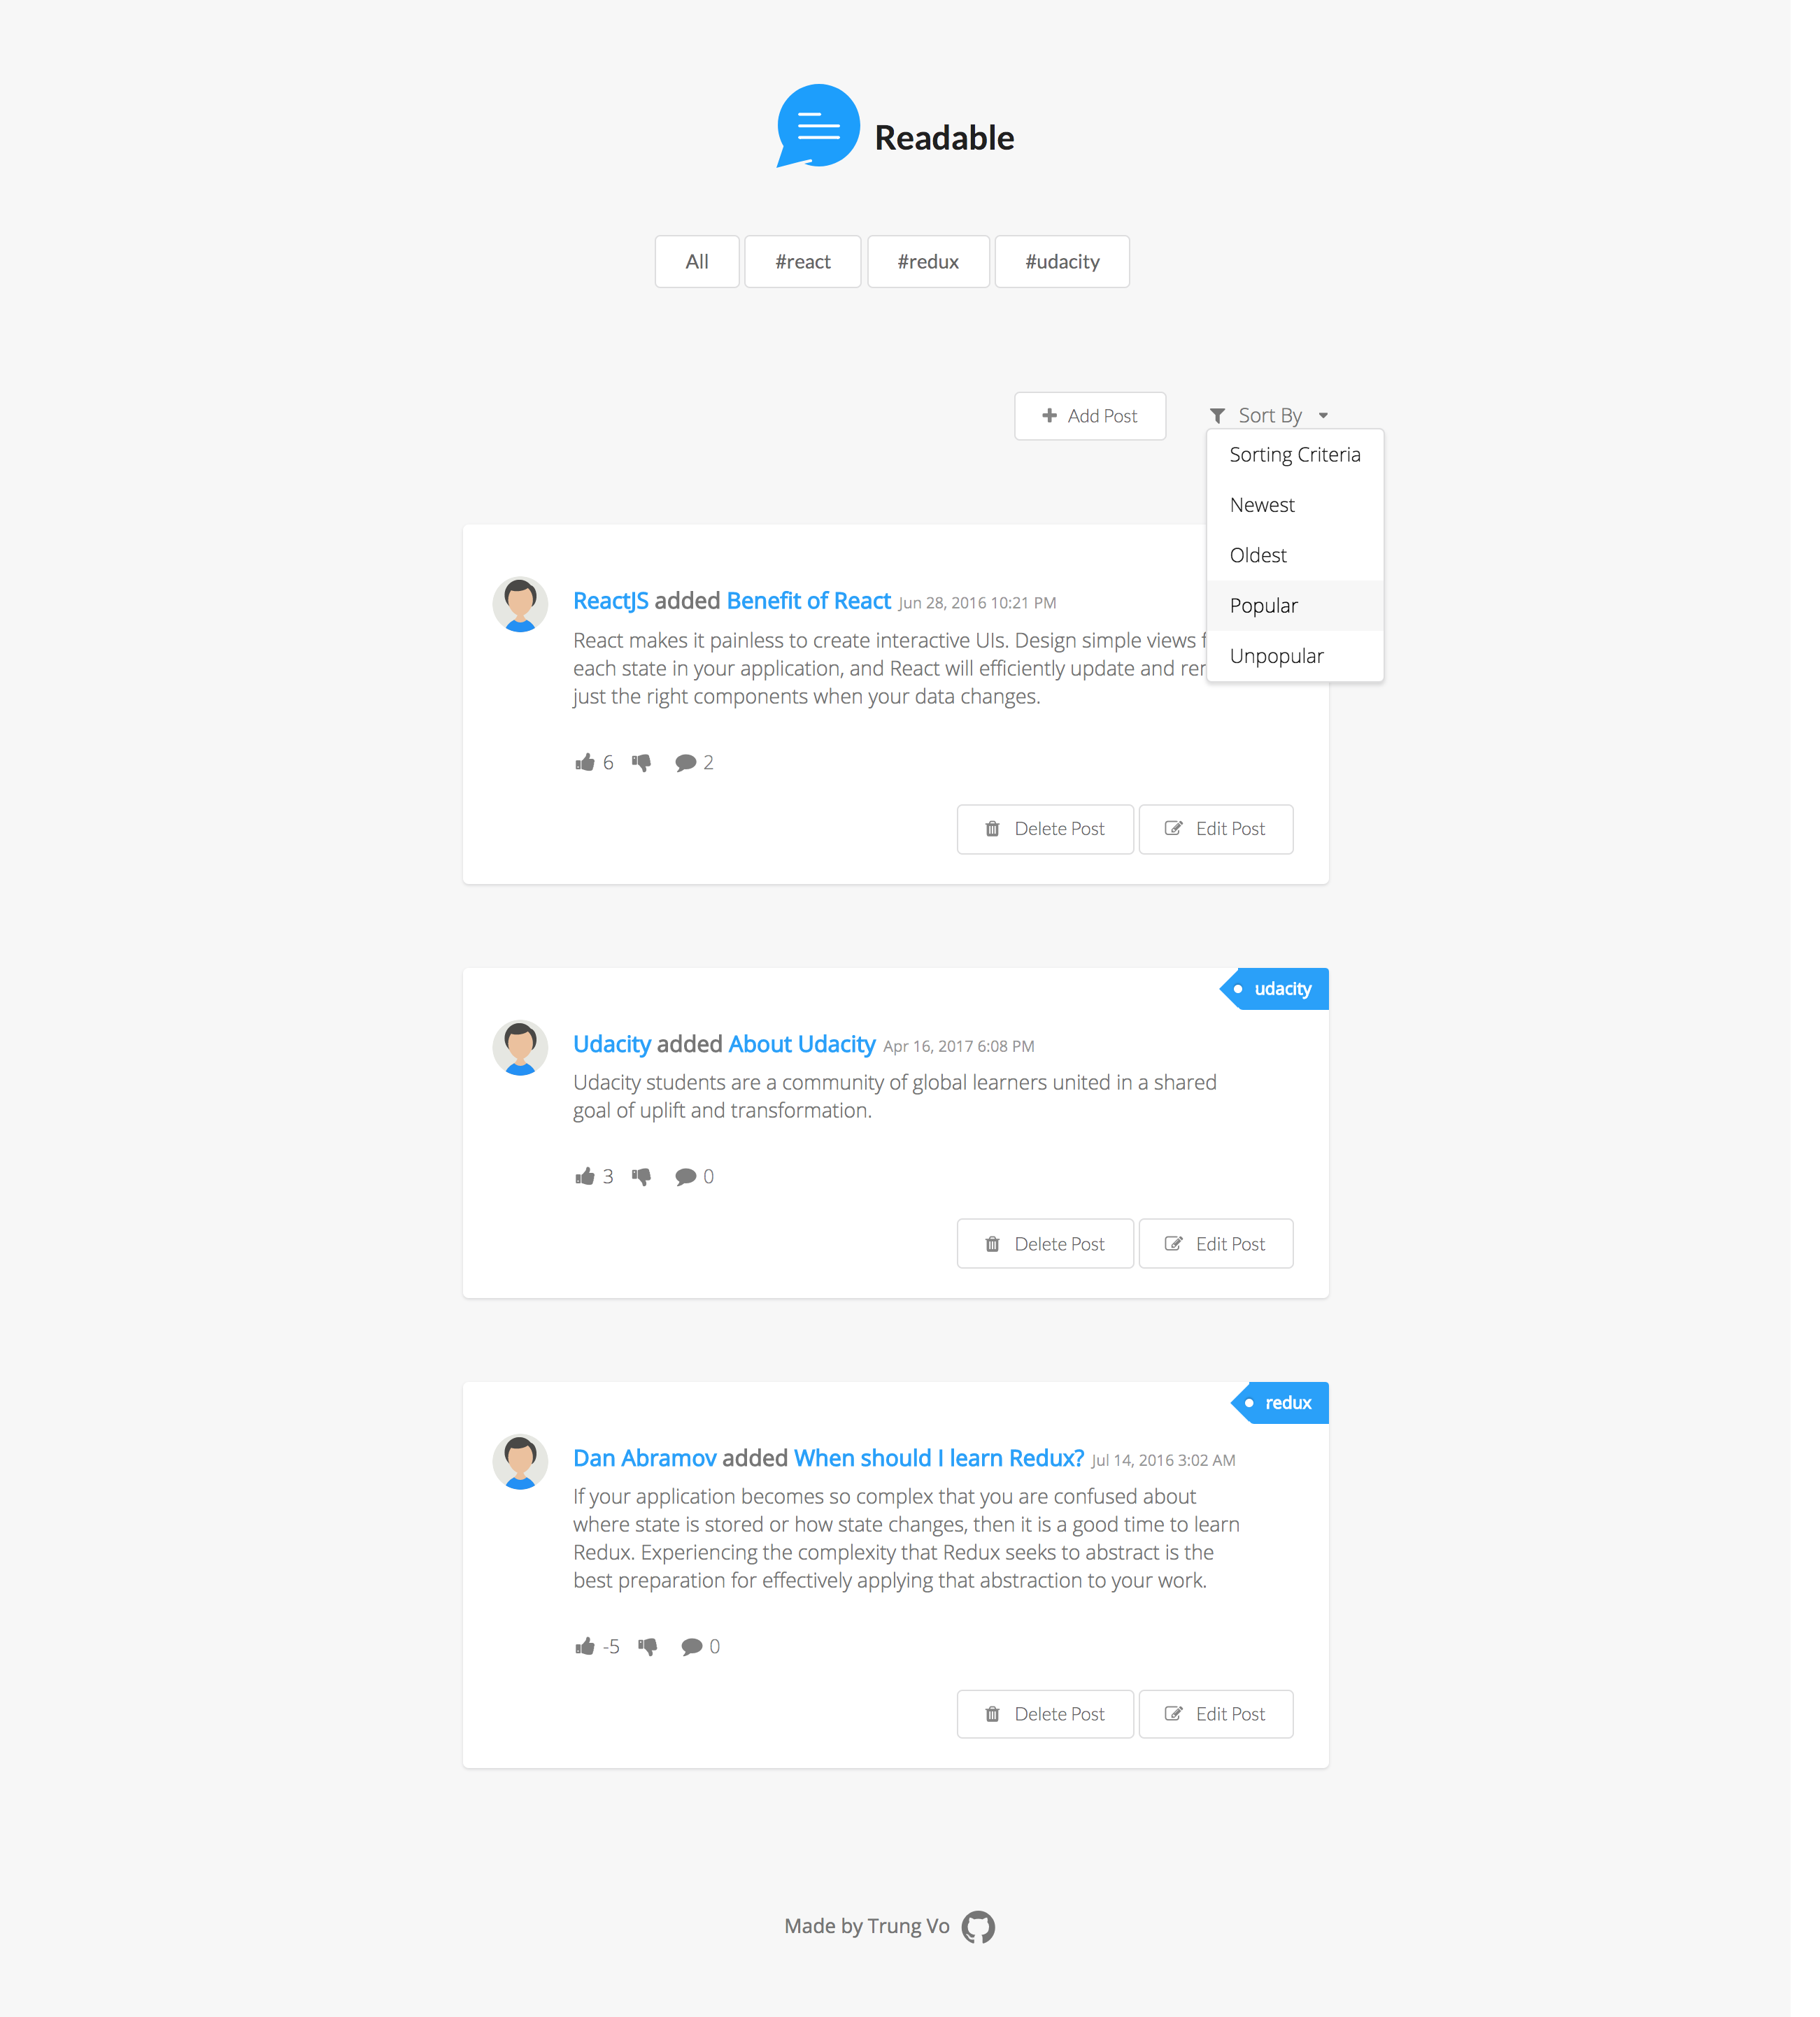 Readable
All
#react
#redux
#udacity
Add Post
Sort By
Sorting Criteria
Newest
Oldest
Popular
Unpopular
ReactJS added Benefit of React Jun 28, 2016 10:21 PM
React makes it painless to create interactive UIs. Design simple views
each state in your application, and React will efficiently update and
just the right components when your data changes.
6
2
Delete Post
Edit Post
udacity
Udacity added About Udacity Apr 16, 2017 6:08 PM
Udacity students are a community of global learners united in a shared
goal of uplift and transformation.
3
0
Delete Post
Edit Post
redux
Dan Abramov added When should I learn Redux? Jul 14, 2016 3:02 AM
If your application becomes so complex that you are confused about
where state is stored or how state changes, then it is a good time to learn
Redux. Experiencing the complexity that Redux seeks to abstract is the
best preparation for effectively applying that abstraction to your work.
-5
0
Delete Post
Edit Post
Made by Trung Vo